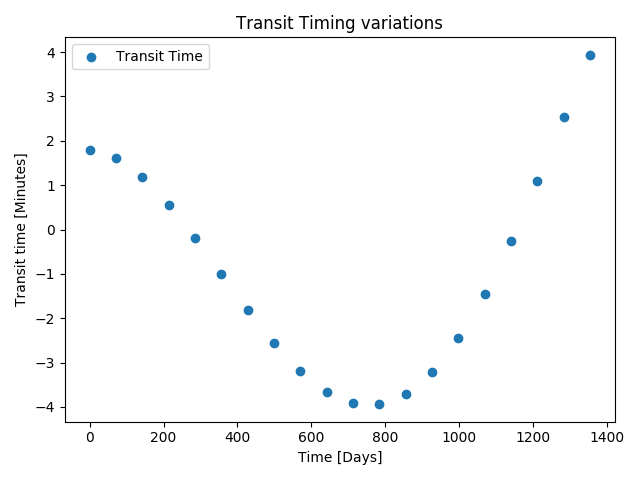 Transit Timing variations
Transit Time
4
3
2
1
0
−1
−2
−3
−4
Transit time [Minutes]
0 200 400 600 800 1000 1200 1400
Time [Days]